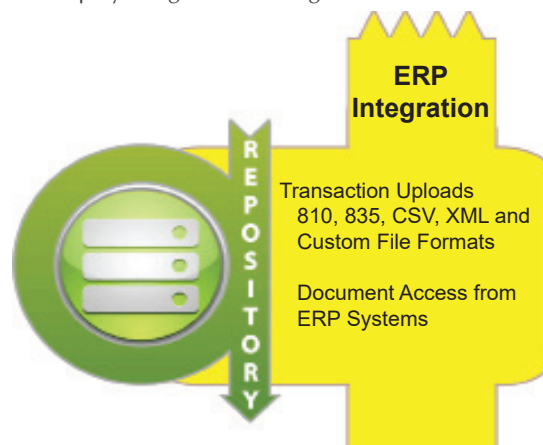 ERP
Integration
REPOSITORY
Transaction Uploads
810, 835, CSV, XML and
Custom File Formats
Document Access from
ERP Systems